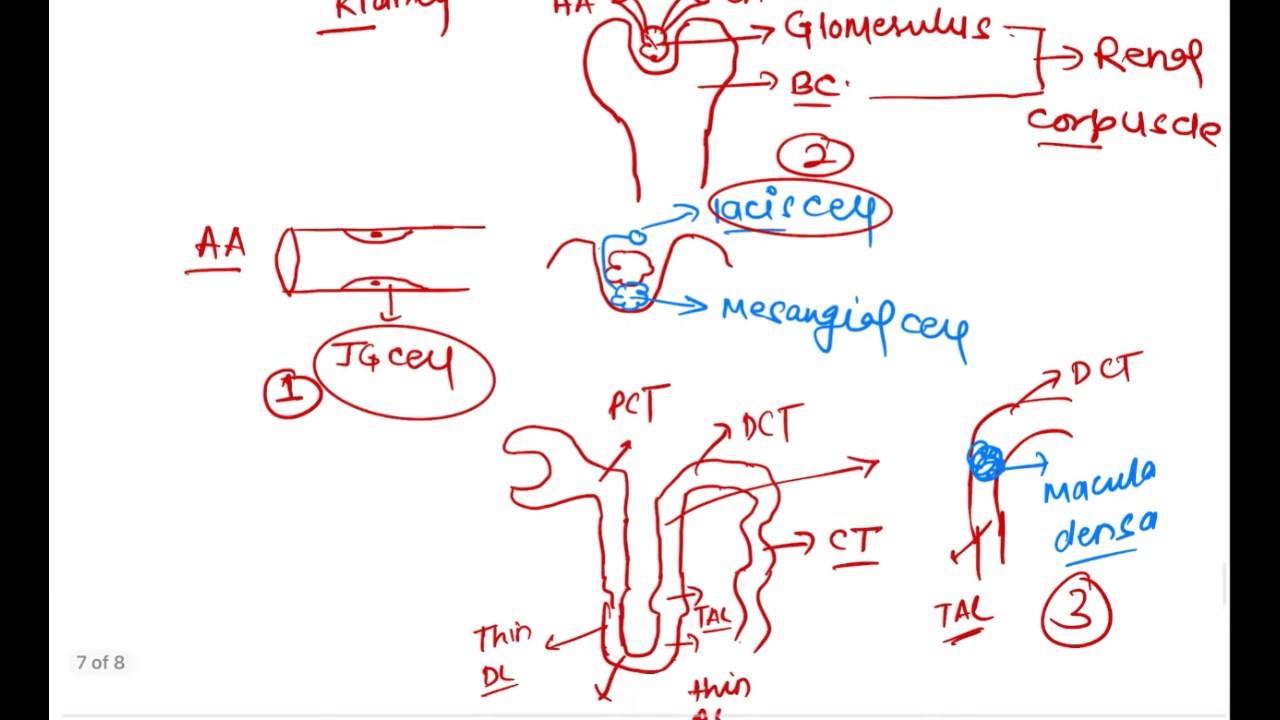 Kidney
AA
Glomerulus
BC
Renal
corpuscle
2
lacis cell
AA
Mesangial cell
JG cell
1
PCT
DCT
DCT
Macula
densa
CT
TAL
TAL
3
Thin
DL
thin
7 of 8